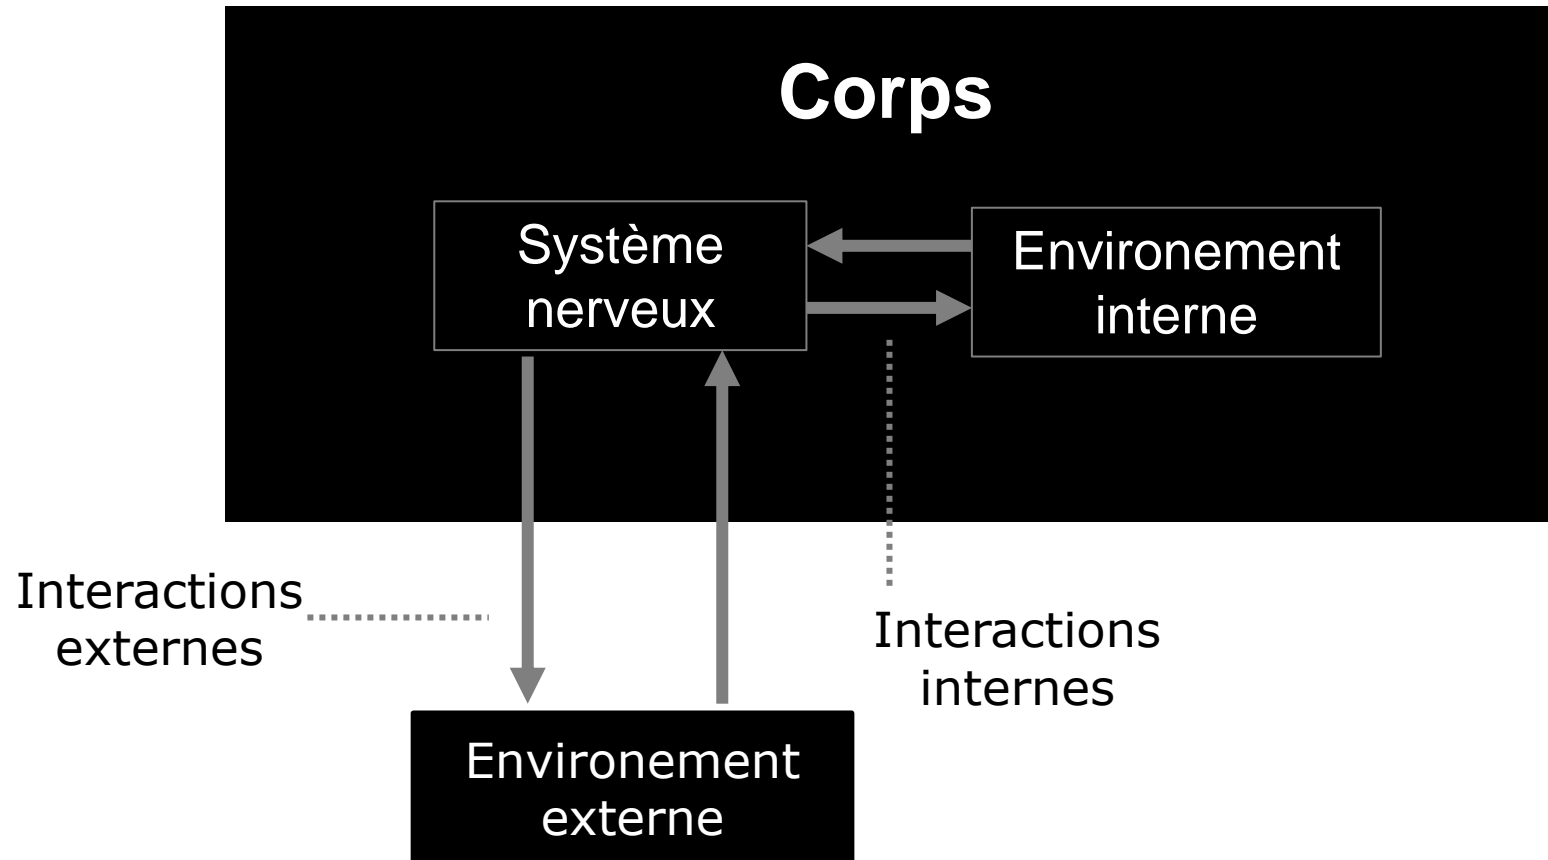 Corps
Système
nerveux
Environement
interne
Interactions
externes
Interactions
internes
Environement
externe